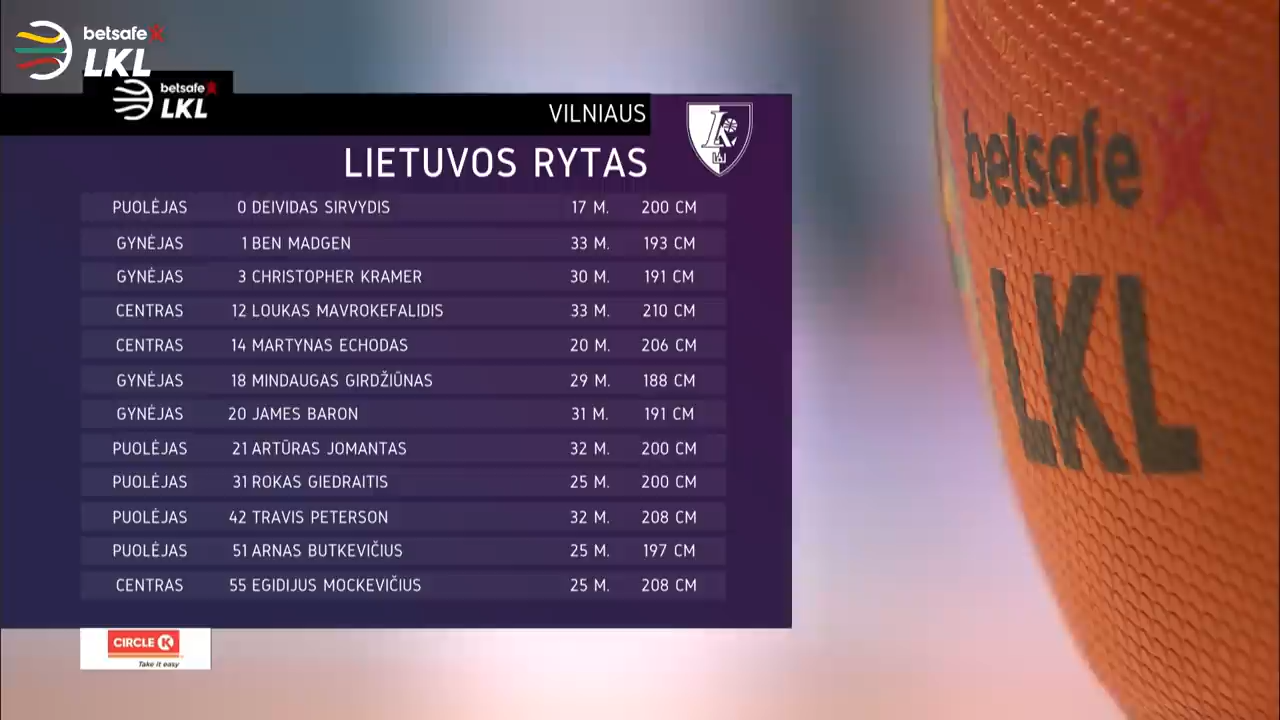 betsafe
LKL
betsafe
LKL
VILNIAUS
LIETUVOS RYTAS
PUOLĖJAS 0 DEIVIDAS SIRVYDIS 17 M. 200 CM
GYNĖJAS 1 BEN MADGEN 33 M. 193 CM
GYNĖJAS 3 CHRISTOPHER KRAMER 30 M. 191 CM
CENTRAS 12 LOUKAS MAVROKEFALIDIS 33 M. 210 CM
CENTRAS 14 MARTYNAS ECHODAS 20 M. 206 CM
GYNĖJAS 18 MINDAUGAS GIRDŽIŪNAS 29 M. 188 CM
GYNĖJAS 20 JAMES BARON 31 M. 191 CM
PUOLĖJAS 21 ARTŪRAS JOMANTAS 32 M. 200 CM
PUOLĖJAS 31 ROKAS GIEDRAITIS 25 M. 200 CM
PUOLĖJAS 42 TRAVIS PETERSON 32 M. 208 CM
PUOLĖJAS 51 ARNAS BUTKEVIČIUS 25 M. 197 CM
CENTRAS 55 EGIDIJUS MOCKEVIČIUS 25 M. 208 CM
CIRCLE K
Take it easy
betsafe
LKL